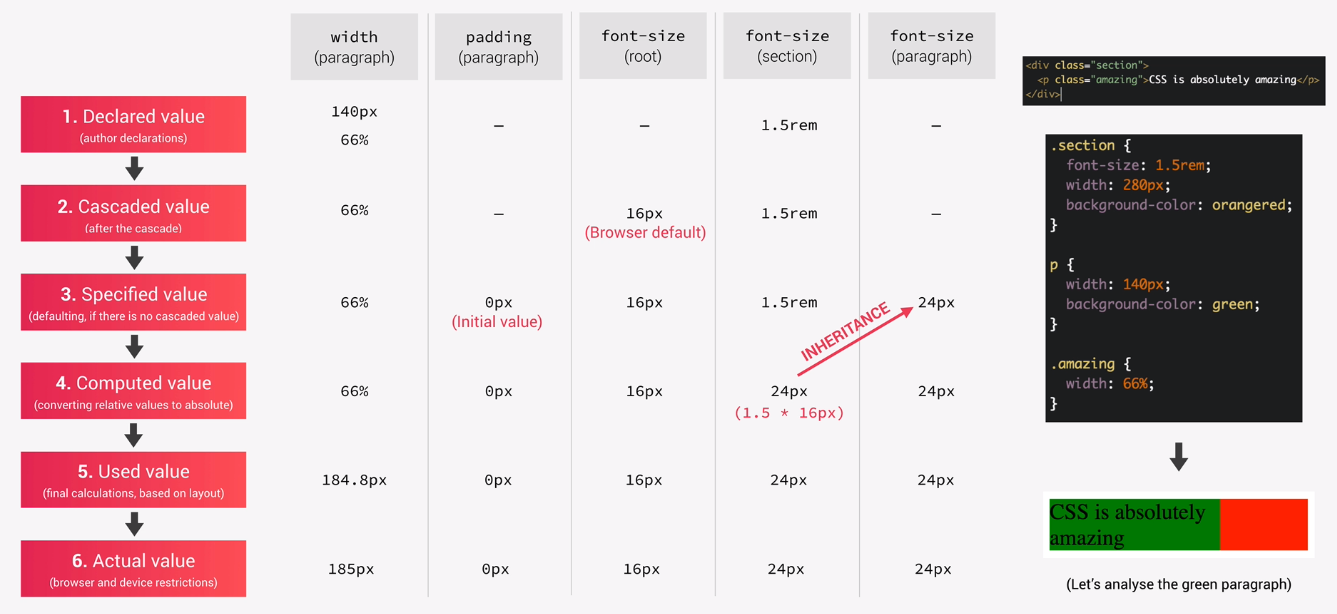 width
(paragraph)
padding
(paragraph)
font-size
(root)
font-size
(section)
font-size
(paragraph)
1. Declared value
(author declarations)
140px
66%
–
–
1.5rem
–
2. Cascaded value
(after the cascade)
66%
–
16px
(Browser default)
1.5rem
–
3. Specified value
(defaulting, if there is no cascaded value)
66%
0px
(Initial value)
16px
1.5rem
INHERITANCE
24px
4. Computed value
(converting relative values to absolute)
66%
0px
16px
24px
(1.5 * 16px)
24px
5. Used value
(final calculations, based on layout)
184.8px
0px
16px
24px
24px
6. Actual value
(browser and device restrictions)
185px
0px
16px
24px
24px
<div class="section">
<p class="amazing">CSS is absolutely amazing</p>
</div>
.section {
font-size: 1.5rem;
width: 280px;
background-color: orangered;
}
p {
width: 140px;
background-color: green;
}
.amazing {
width: 66%;
}
CSS is absolutely
amazing
(Let's analyse the green paragraph)